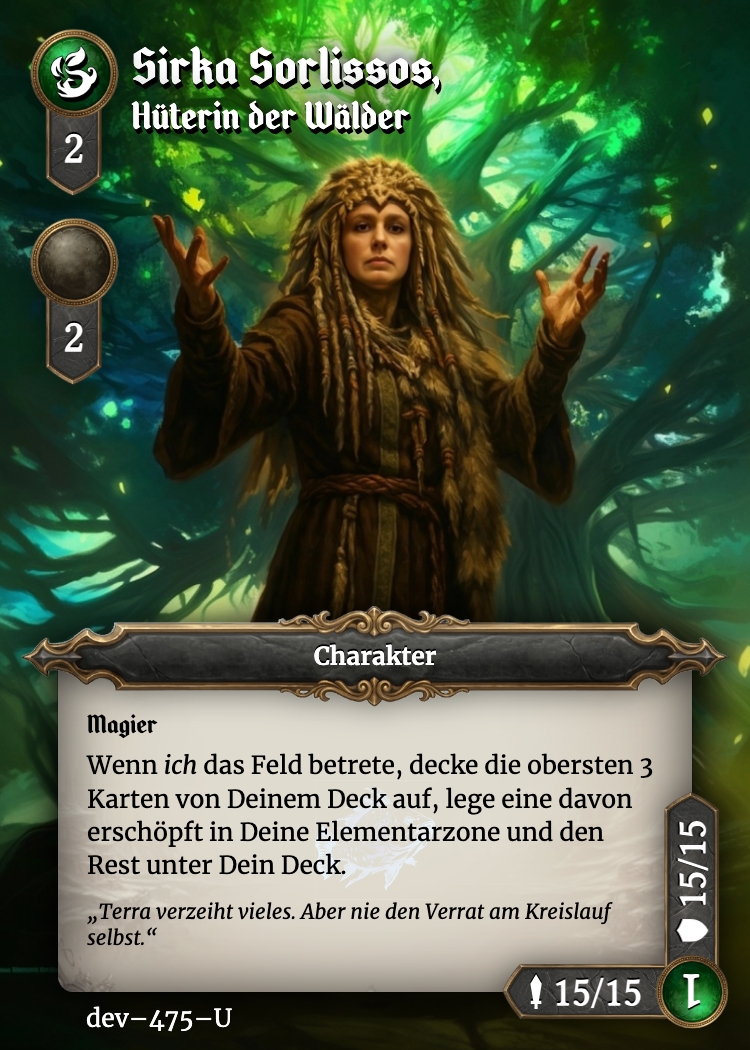 Sirka Sorlissos,
Hüterin der Wälder
2
2
Charakter
Magier
Wenn ich das Feld betrete, decke die obersten 3
Karten von Deinem Deck auf, lege eine davon
erschöpft in Deine Elementarzone und den
Rest unter Dein Deck.
„Terra verzeiht vieles. Aber nie den Verrat am Kreislauf
selbst.“
15/15
15/15
1
dev–475–U